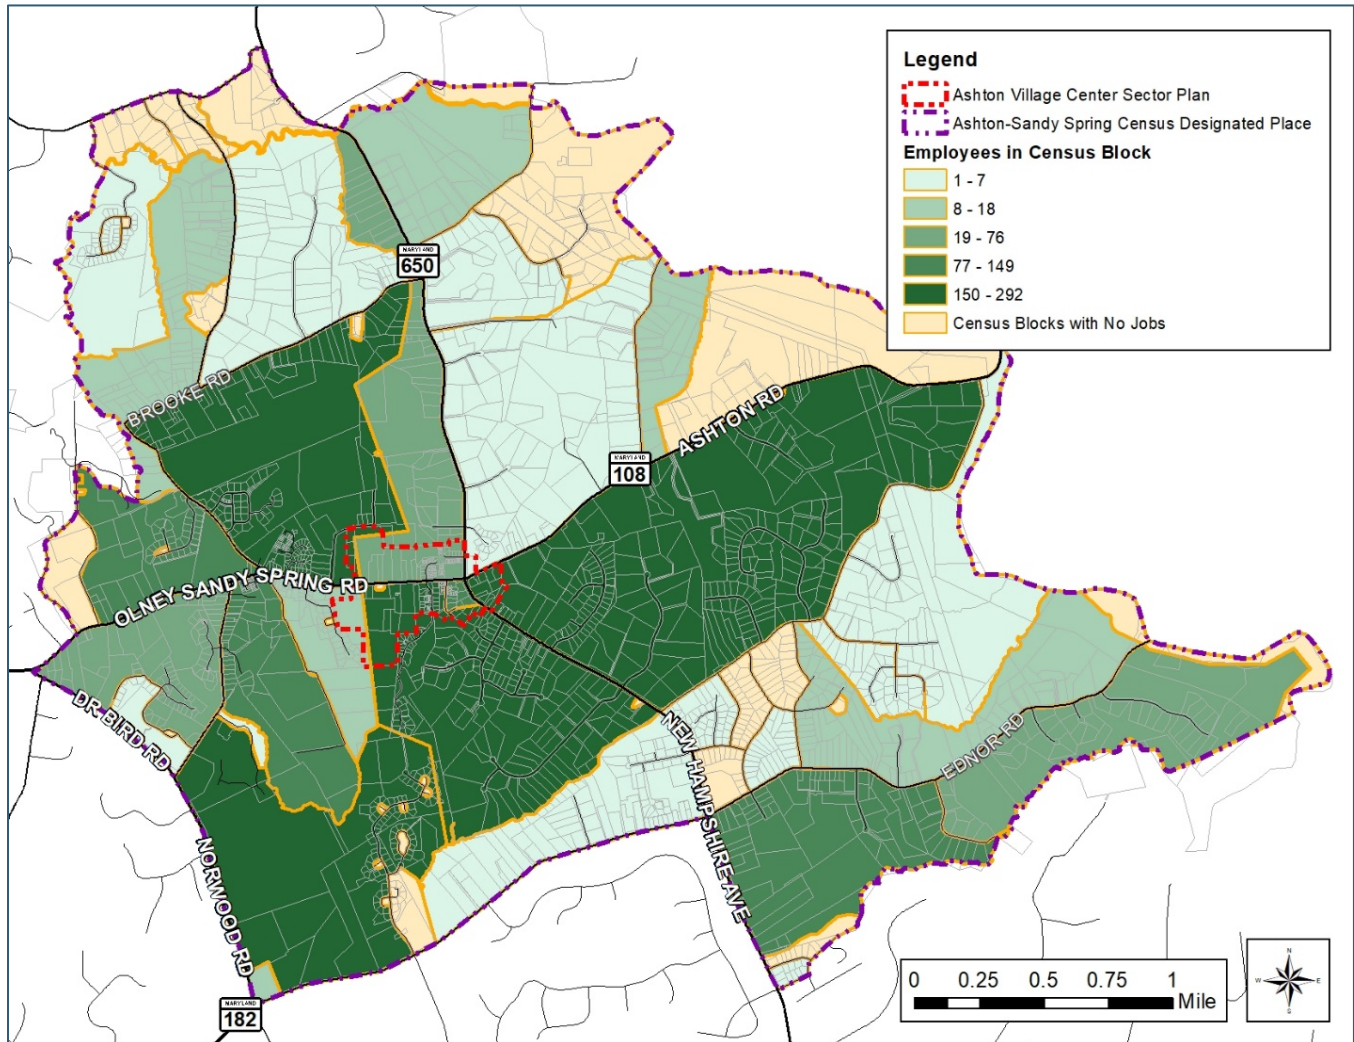 Legend
Ashton Village Center Sector Plan
Ashton-Sandy Spring Census Designated Place
Employees in Census Block
1 - 7
8 - 18
19 - 76
77 - 149
150 - 292
Census Blocks with No Jobs
MARYLAND
650
BROOKE RD
ASHTON RD
MARYLAND
108
OLNEY SANDY SPRING RD
DR BIRD RD
NEW HAMPSHIRE AVE
EDNOR RD
NORWOOD RD
MARYLAND
182
0 0.25 0.5 0.75 1
Mile
N
W E
S